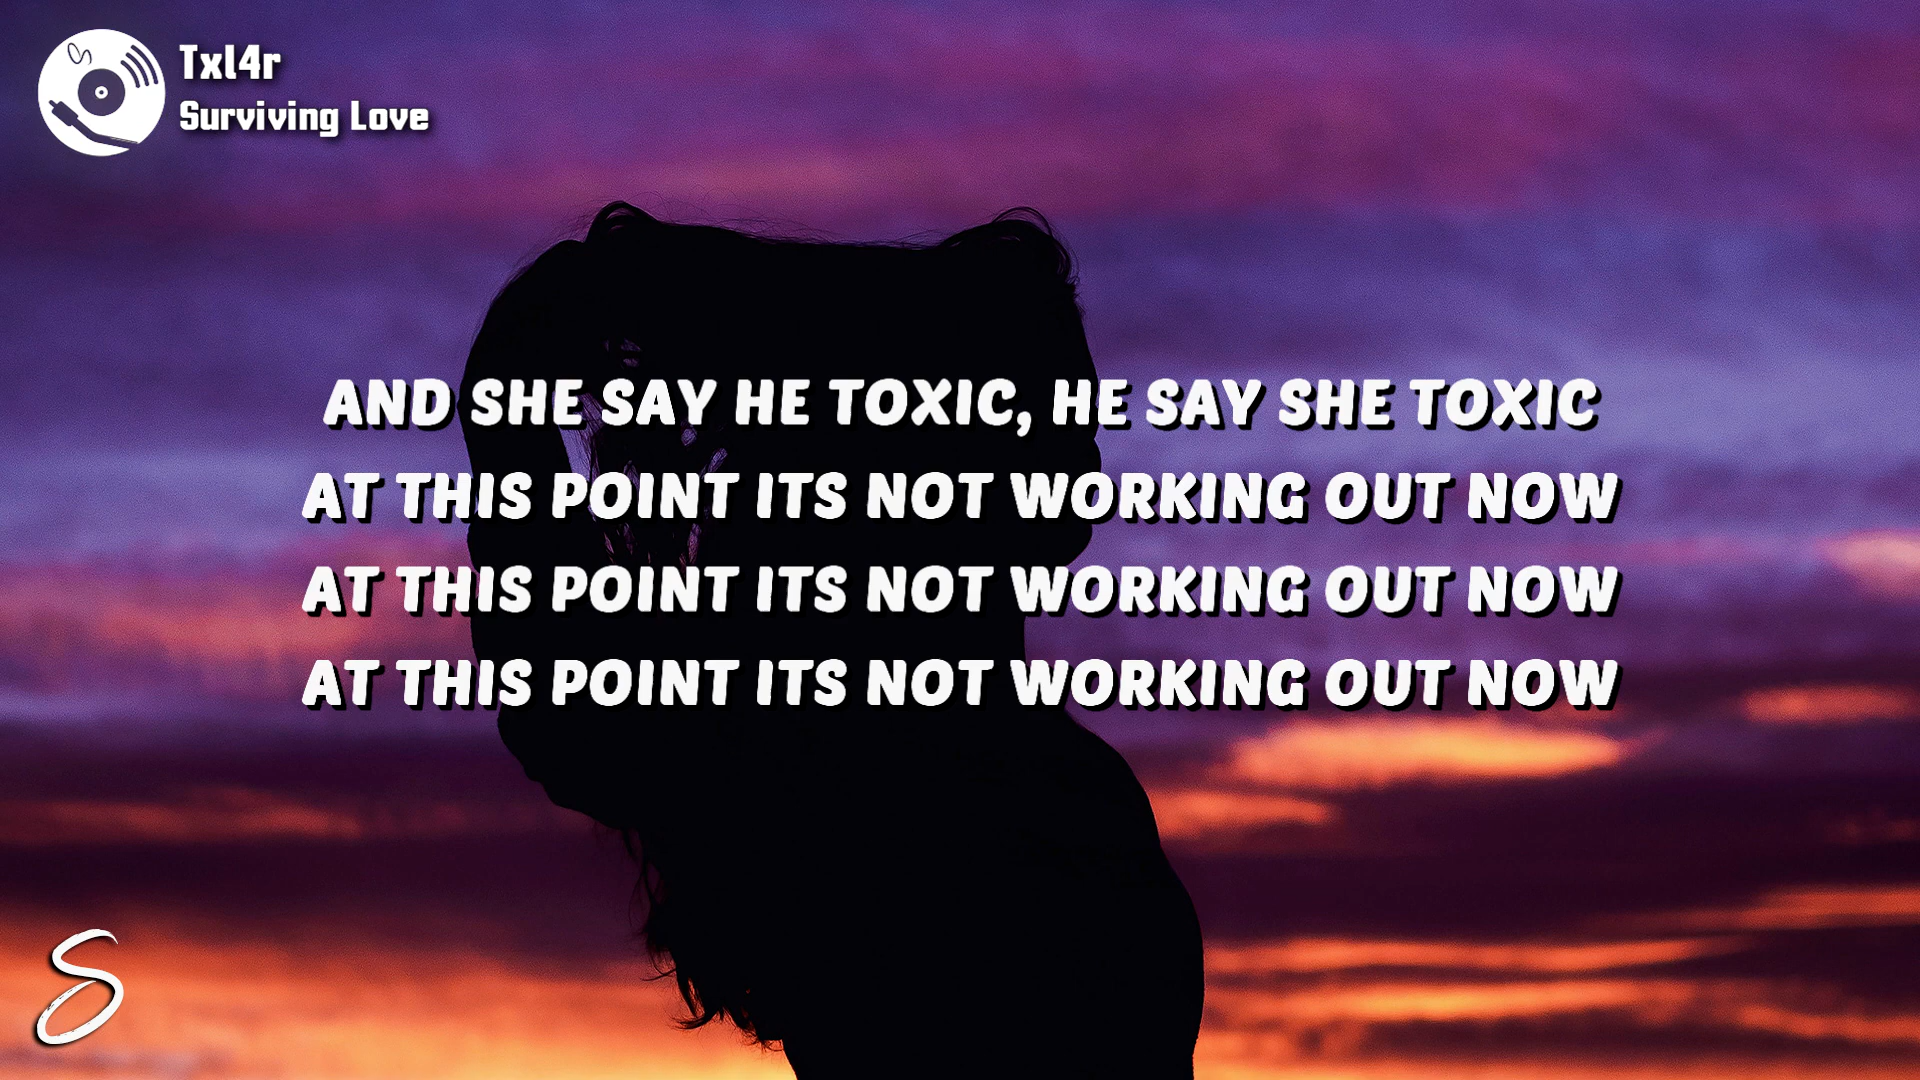 Txl4r
Surviving Love
AND SHE SAY HE TOXIC, HE SAY SHE TOXIC
AT THIS POINT ITS NOT WORKING OUT NOW
AT THIS POINT ITS NOT WORKING OUT NOW
AT THIS POINT ITS NOT WORKING OUT NOW
S